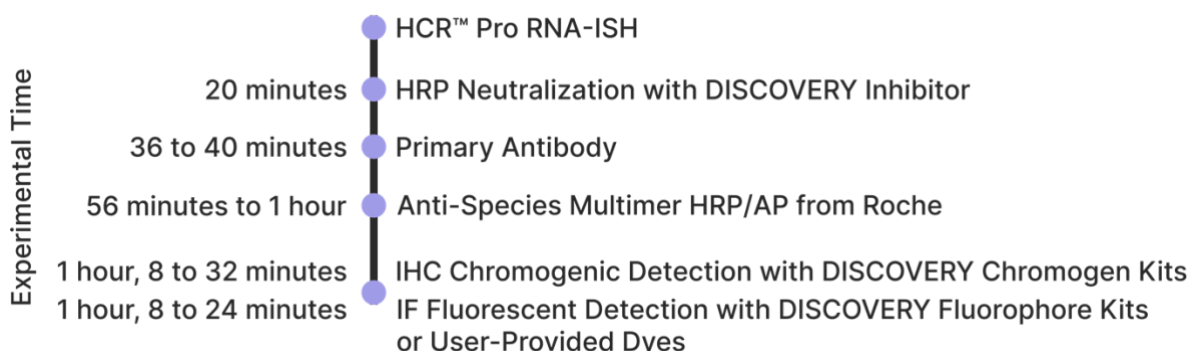 Experimental Time
HCR™ Pro RNA-ISH
20 minutes HRP Neutralization with DISCOVERY Inhibitor
36 to 40 minutes Primary Antibody
56 minutes to 1 hour Anti-Species Multimer HRP/AP from Roche
1 hour, 8 to 32 minutes IHC Chromogenic Detection with DISCOVERY Chromogen Kits
1 hour, 8 to 24 minutes IF Fluorescent Detection with DISCOVERY Fluorophore Kits
or User-Provided Dyes